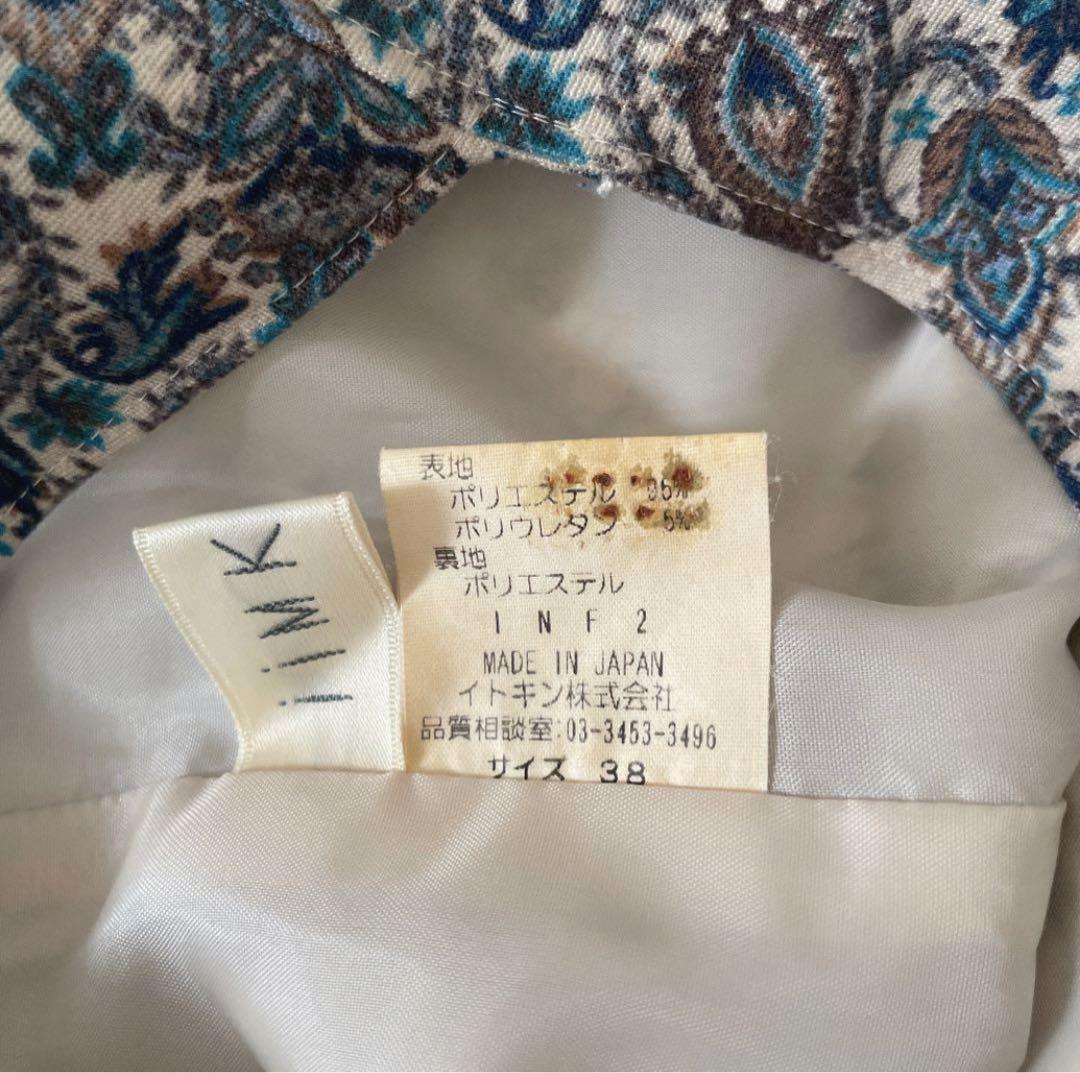 iiMK
表地
ポリエステル 95%
ポリウレタン 5%
裏地
ポリエステル
INF2
MADE IN JAPAN
イトキン株式会社
品質相談室:03-3453-3496
サイズ 38